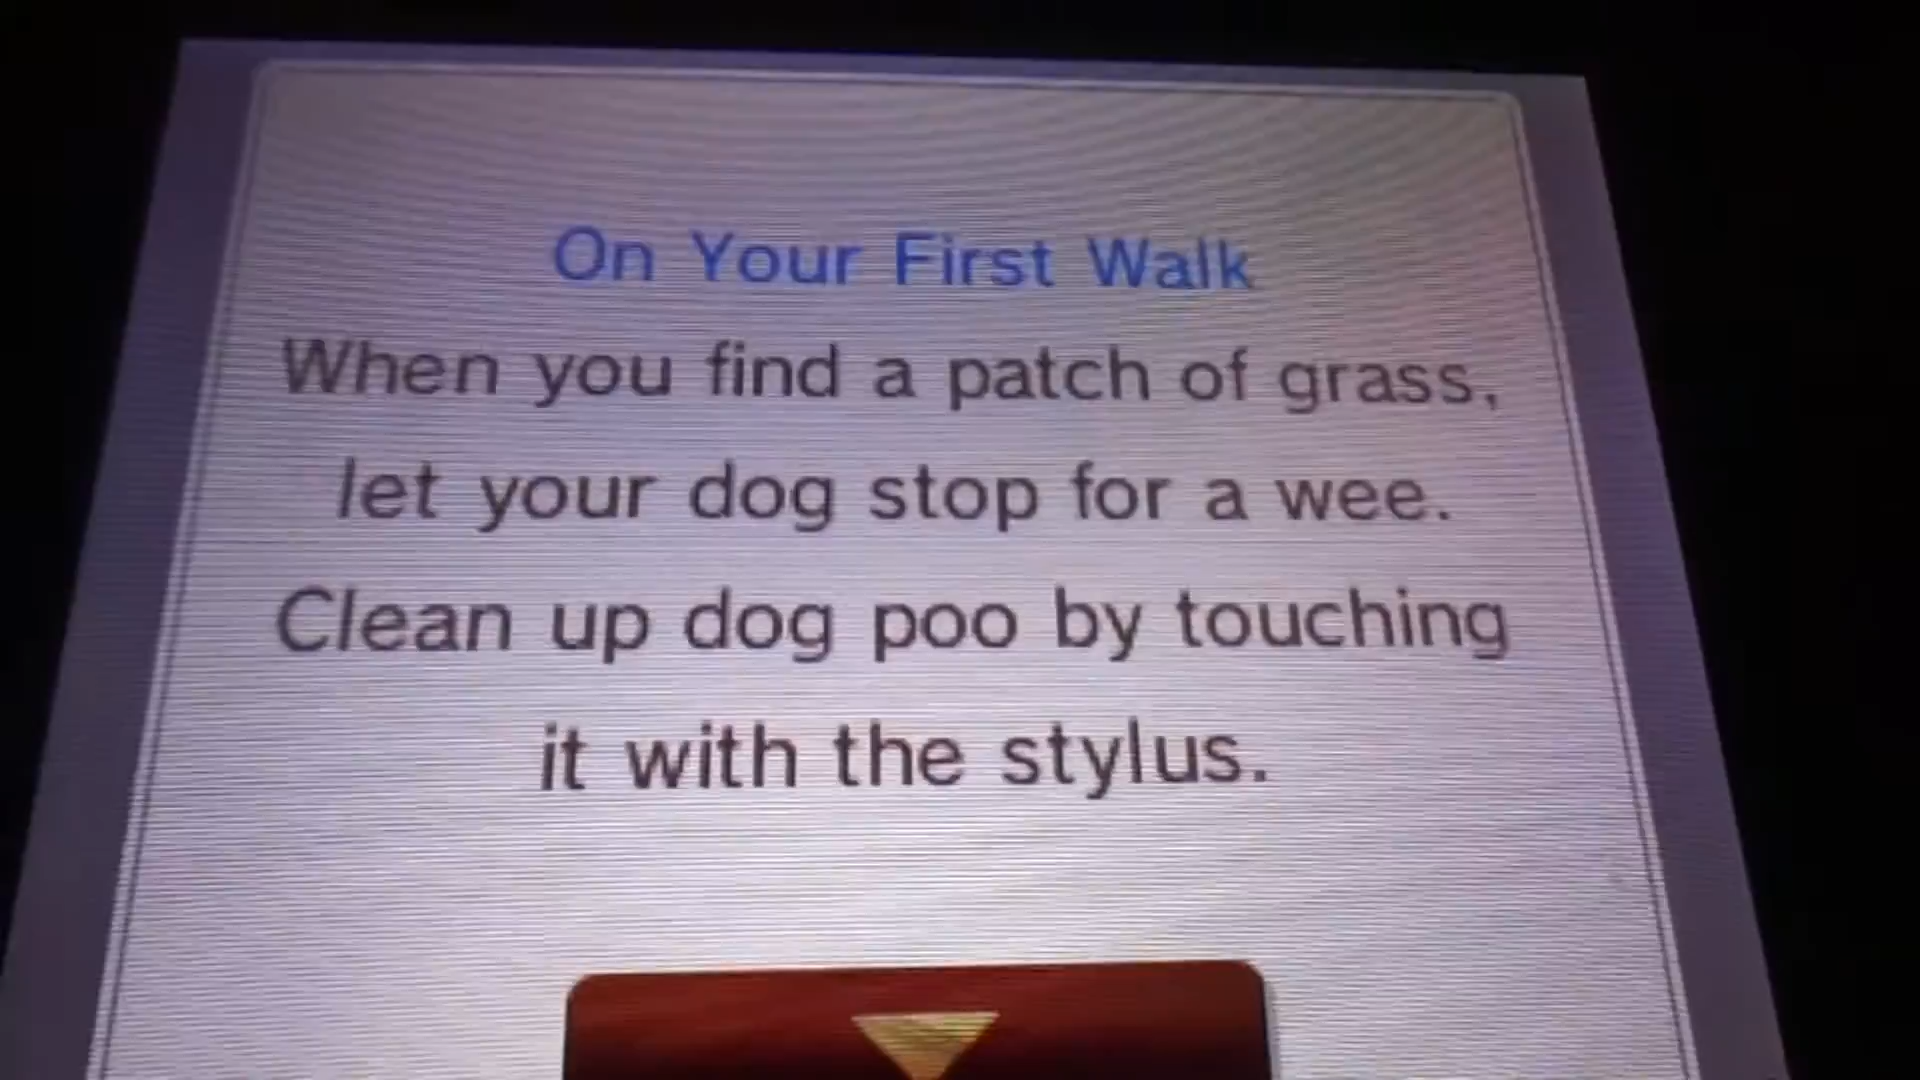 On Your First Walk
When you find a patch of grass,
let your dog stop for a wee.
Clean up dog poo by touching
it with the stylus.